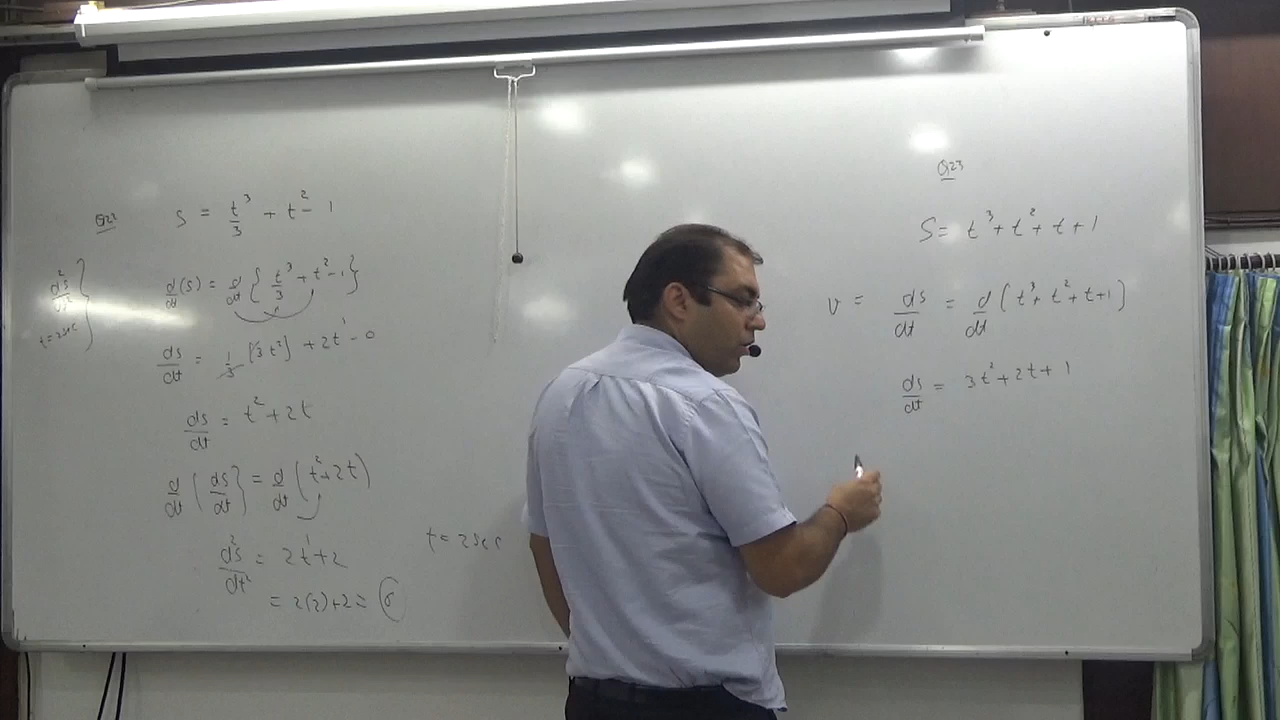 Q22
S = t³/3 + t² - 1
d²s/dt²
t = 2sec
d/dt (s) = d/dt { t³/3 + t² - 1 }
ds/dt = 1/3 [3t²] + 2t¹ - 0
ds/dt = t² + 2t
d/dt ( ds/dt ) = d/dt ( t² + 2t )
d²s/dt² = 2t¹ + 2
= 2(2) + 2 = 6
t = 2sec
Q23
S = t³ + t² + t + 1
v = ds/dt = d/dt ( t³ + t² + t + 1 )
ds/dt = 3t² + 2t + 1